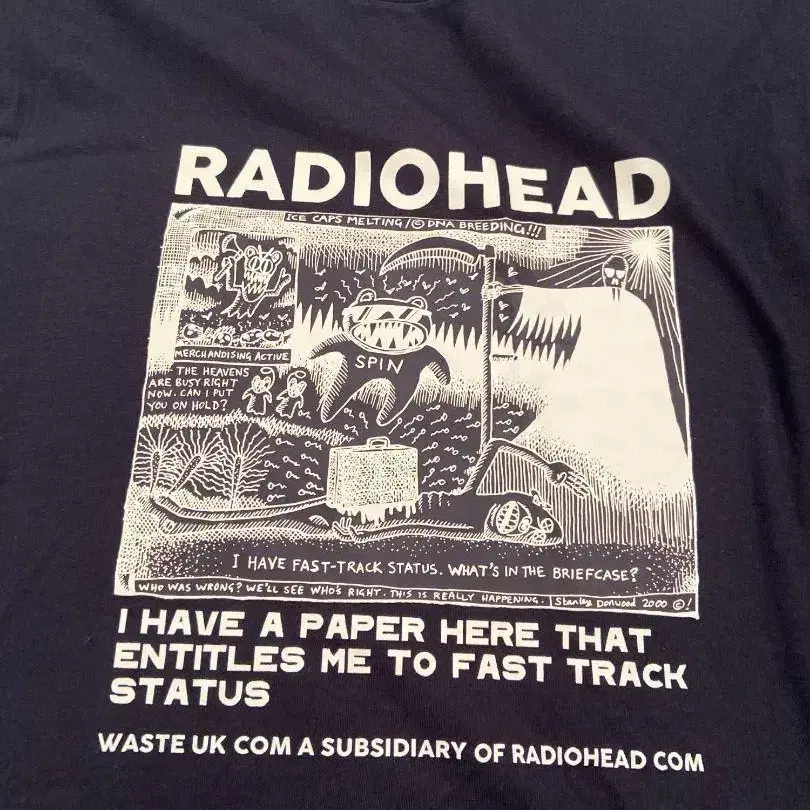 RADIOHEAD
ICE CAPS MELTING/© DNA BREEDING!!!
MERCHANDISING ACTIVE
THE HEAVENS
ARE BUSY RIGHT
NOW. CAN I PUT
YOU ON HOLD?
SPIN
I HAVE FAST-TRACK STATUS. WHAT'S IN THE BRIEFCASE?
WHO WAS WRONG? WE'LL SEE WHO'S RIGHT. THIS IS REALLY HAPPENING. Stanley Donwood 2000 ©!
I HAVE A PAPER HERE THAT
ENTITLES ME TO FAST TRACK
STATUS
WASTE UK COM A SUBSIDIARY OF RADIOHEAD COM